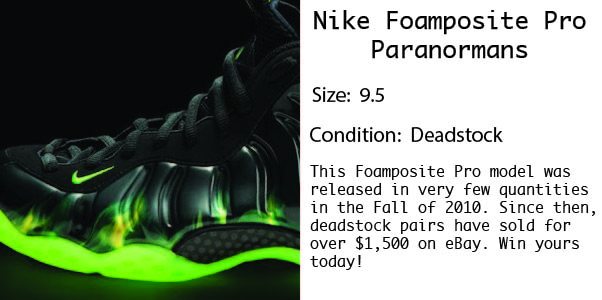 Nike Foamposite Pro
Paranormans
Size: 9.5
Condition: Deadstock
This Foamposite Pro model was
released in very few quantities
in the Fall of 2010. Since then,
deadstock pairs have sold for
over $1,500 on eBay. Win yours
today!